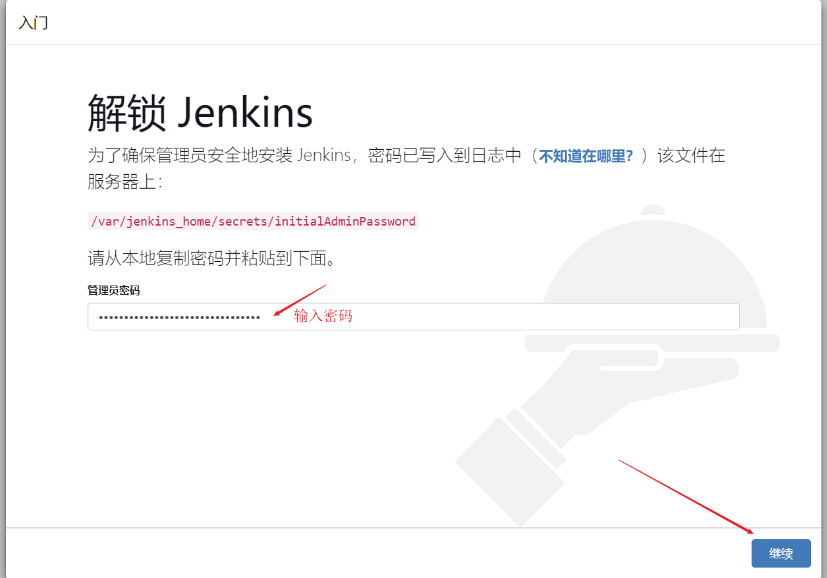 入门
解锁 Jenkins
为了确保管理员安全地安装 Jenkins，密码已写入到日志中（不知道在哪里？）该文件在
服务器上：
/var/jenkins_home/secrets/initialAdminPassword
请从本地复制密码并粘贴到下面。
管理员密码
•••••••••••••••••••••••••••••••• 输入密码
继续